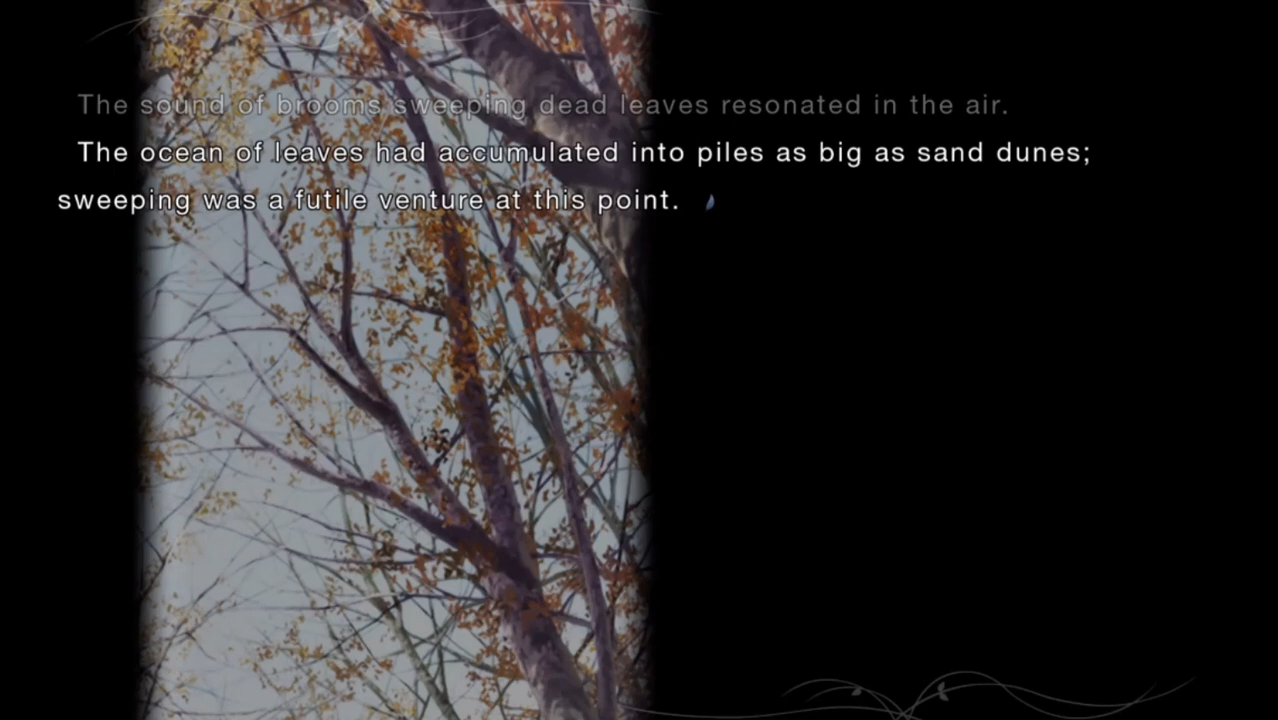 The sound of brooms sweeping dead leaves resonated in the air.
The ocean of leaves had accumulated into piles as big as sand dunes;
sweeping was a futile venture at this point.